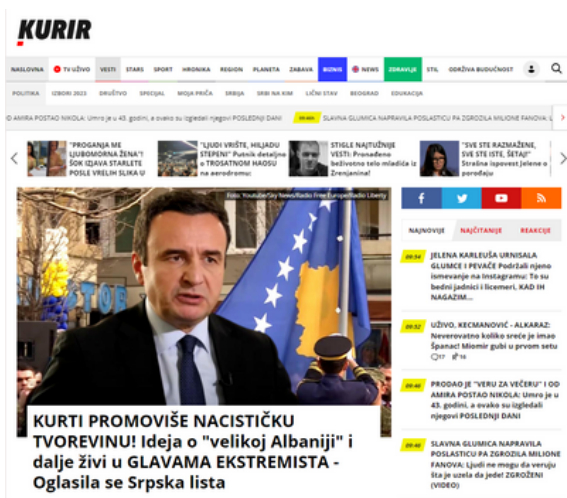 KURIR
NASLOVNA TV UŽIVO VESTI STARS SPORT HRONIKA REGION PLANETA ZABAVA BIZNIS NEWS ZDRAVLJE STIL ODRŽIVA BUDUĆNOST
POLITIKA IZBORI 2023 DRUŠTVO SPECIJAL MOJA PRIČA SRBIJA SRBI NA KIM LIČNI STAV BEOGRAD EDUKACIJA
AMIRA POSTAO NIKOLA: Umro je u 43. godini, a ovako su izgledali njegovi POSLEDNJI DANI SLAVNA GLUMICA NAPRAVILA POSLASTICU PA ZGROZILA MILIONE FANOVA:
"PROGANJA ME
LJUBOMORNA ŽENA"!
ŠOK IZJAVA STARLETE
POSLE VRELIH SLIKA U
"LJUDI VRIŠTE, HILJADU
STEPENI" Putnik detaljno
o TROSATNOM HAOSU
na aerodromu:
STIGLE NAJTUŽNIJE
VESTI: Pronađeno
beživotno telo mladića iz
Zrenjanina!
"SVE STE RAZMAŽENE,
SVE STE ISTE, ŠETAJ!"
Strašna ispovest Jelene o
porođaju
Foto: Youtube/Sky News/Radio Free Europe/Radio Liberty
KURTI PROMOVIŠE NACISTIČKU
TVOREVINU! Ideja o "velikoj Albaniji" i
dalje živi u GLAVAMA EKSTREMISTA -
Oglasila se Srpska lista
NAJNOVIJE NAJČITANIJE REAKCIJE
09:54 JELENA KARLEUŠA URNISALA
GLUMCE I PEVAČE Podržali njeno
ismevanje na Instagramu: To su
bedni jadnici i licemeri, KAD IH
NAGAZIM...
09:52 UŽIVO, KECMANOVIĆ - ALKARAZ:
Neverovatno koliko sreće je imao
Španac! Miomir gubi u prvom setu
17 16
PRODAO JE "VERU ZA VEČERU" I OD
AMIRA POSTAO NIKOLA: Umro je u
43. godini, a ovako su izgledali
njegovi POSLEDNJI DANI
SLAVNA GLUMICA NAPRAVILA
POSLASTICU PA ZGROZILA MILIONE
FANOVA: Ljudi ne mogu da veruju
šta je uzela da jede! ZGROŽENI
(VIDEO)